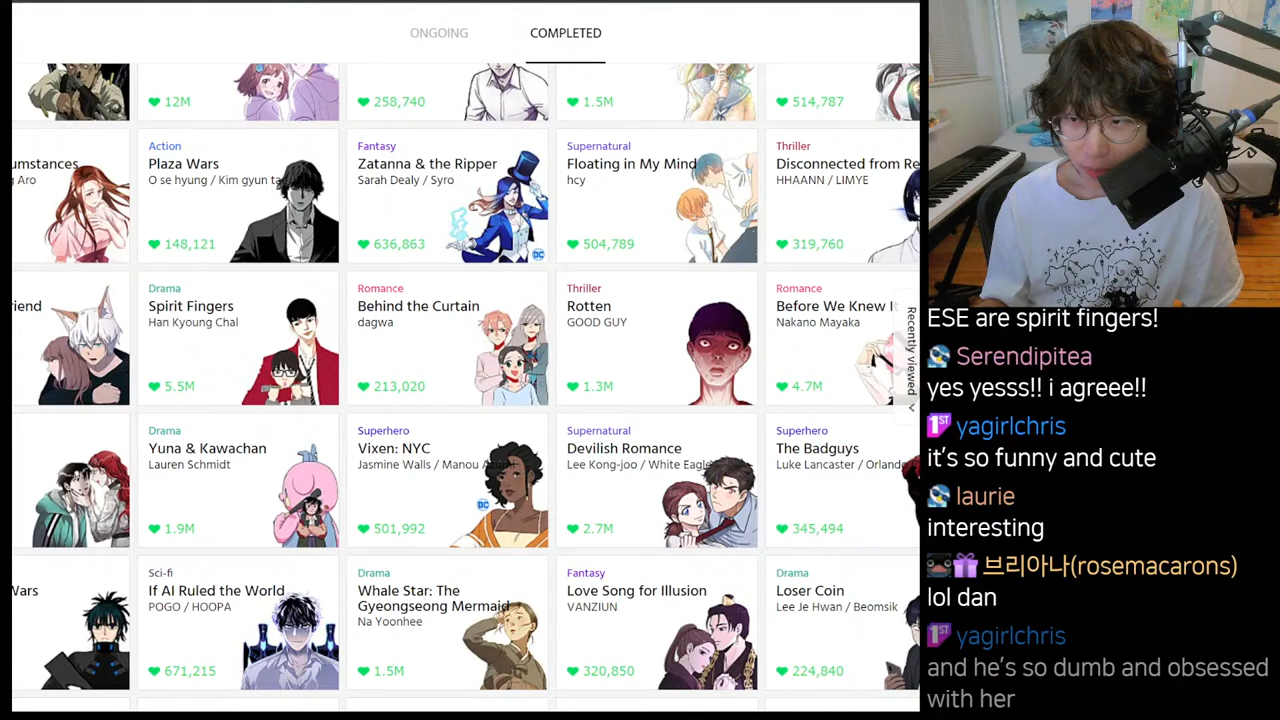 ONGOING
COMPLETED
12M
258,740
1.5M
514,787
umstances
g Aro
Action
Plaza Wars
O se hyung / Kim gyun ta
148,121
Fantasy
Zatanna & the Ripper
Sarah Dealy / Syro
636,863
Supernatural
Floating in My Mind
hcy
504,789
Thriller
Disconnected from Re
HHAANN / LIMYE
319,760
riend
Drama
Spirit Fingers
Han Kyoung Chal
5.5M
Romance
Behind the Curtain
dagwa
213,020
Thriller
Rotten
GOOD GUY
1.3M
Romance
Before We Knew It
Nakano Mayaka
4.7M
Recently viewed
Drama
Yuna & Kawachan
Lauren Schmidt
1.9M
Superhero
Vixen: NYC
Jasmine Walls / Manou Azumi
501,992
Supernatural
Devilish Romance
Lee Kong-joo / White Eagle
2.7M
Superhero
The Badguys
Luke Lancaster / Orlando
345,494
Wars
Sci-fi
If AI Ruled the World
POGO / HOOPA
671,215
Drama
Whale Star: The
Gyeongseong Mermaid
Na Yoonhee
1.5M
Fantasy
Love Song for Illusion
VANZIUN
320,850
Drama
Loser Coin
Lee Je Hwan / Beomsik
224,840
DC
DC
ESE are spirit fingers!
Serendipitea
yes yesss!! i agreee!!
1ST yagirlchris
it's so funny and cute
laurie
interesting
브리아나(rosemacarons)
lol dan
1ST yagirlchris
and he's so dumb and obsessed
with her